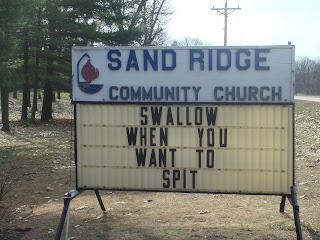 SAND RIDGE
COMMUNITY CHURCH
SWALLOW
WHEN YOU
WANT TO
SPIT